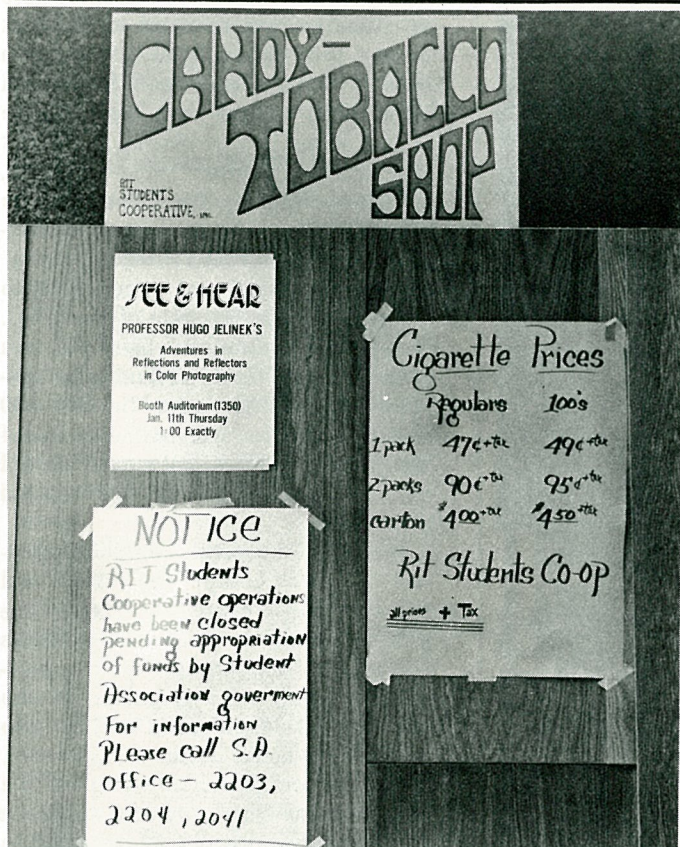 CANDY-
TOBACCO
SHOP
RIT
STUDENTS
COOPERATIVE, INC.
SEE & HEAR
PROFESSOR HUGO JELINEK'S
Adventures in
Reflections and Reflectors
in Color Photography
Booth Auditorium (1350)
Jan. 11th Thursday
1:00 Exactly
Cigarette Prices
Regulars 100's
1 pack 47¢+tax 49¢+tax
2 packs 90¢+tax 95¢+tax
carton $4.00+tax $4.50+tax
Rit Students Co-op
all prices + Tax
NOTICE
RIT Students
Cooperative operations
have been closed
pending appropriation
of funds by Student
Association goverment
For information
Please call S.A.
office - 2203,
2204, 2041